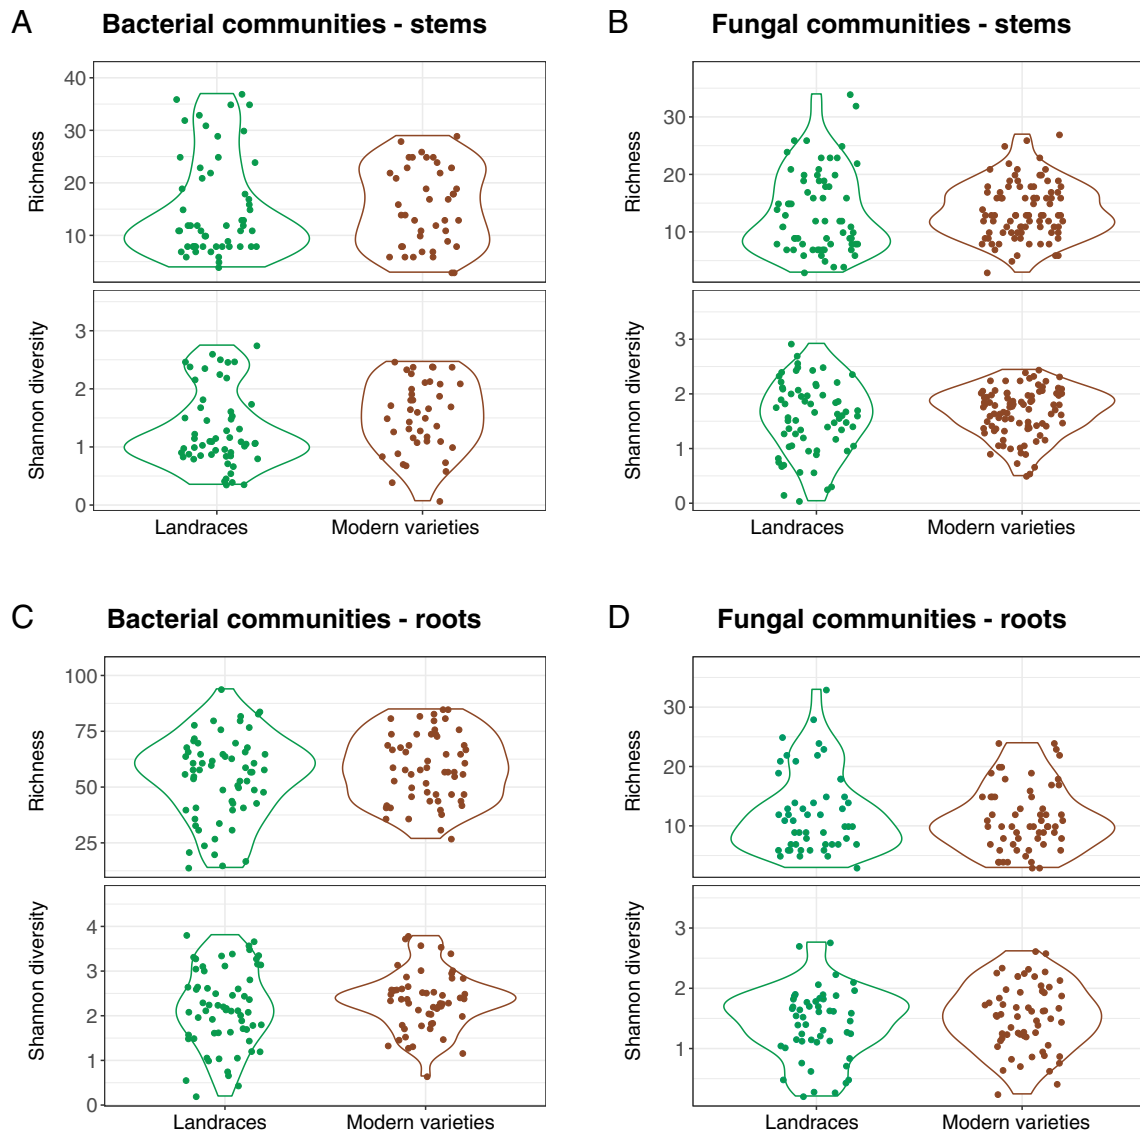 A
Bacterial communities - stems
Richness
40
30
20
10
Shannon diversity
3
2
1
0
Landraces
Modern varieties
B
Fungal communities - stems
Richness
30
20
10
Shannon diversity
3
2
1
0
Landraces
Modern varieties
C
Bacterial communities - roots
Richness
100
75
50
25
Shannon diversity
4
3
2
1
0
Landraces
Modern varieties
D
Fungal communities - roots
Richness
30
20
10
Shannon diversity
3
2
1
Landraces
Modern varieties